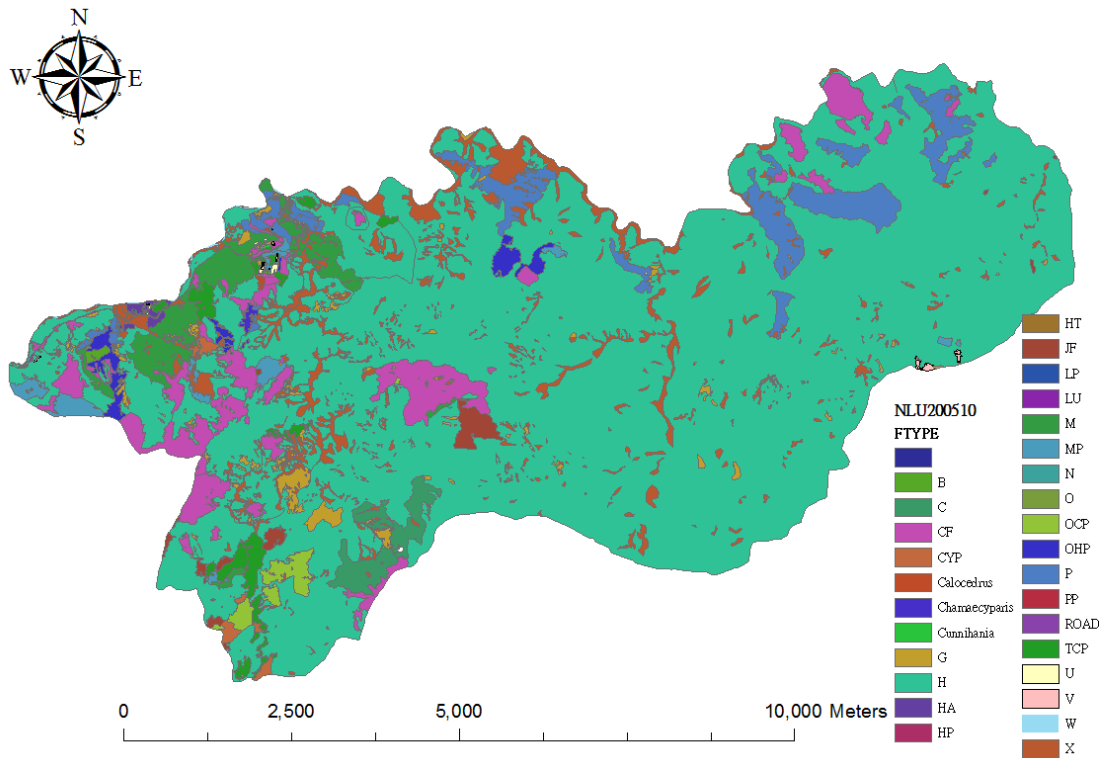 N
W E
S
NLU200510
FTYPE
B
C
CF
CYP
Calocedrus
Chamaecyparis
Cunnihania
G
H
HA
HP
HT
JF
LP
LU
M
MP
N
O
OCP
OHP
P
PP
ROAD
TCP
U
V
W
X
0 2,500 5,000 10,000 Meters